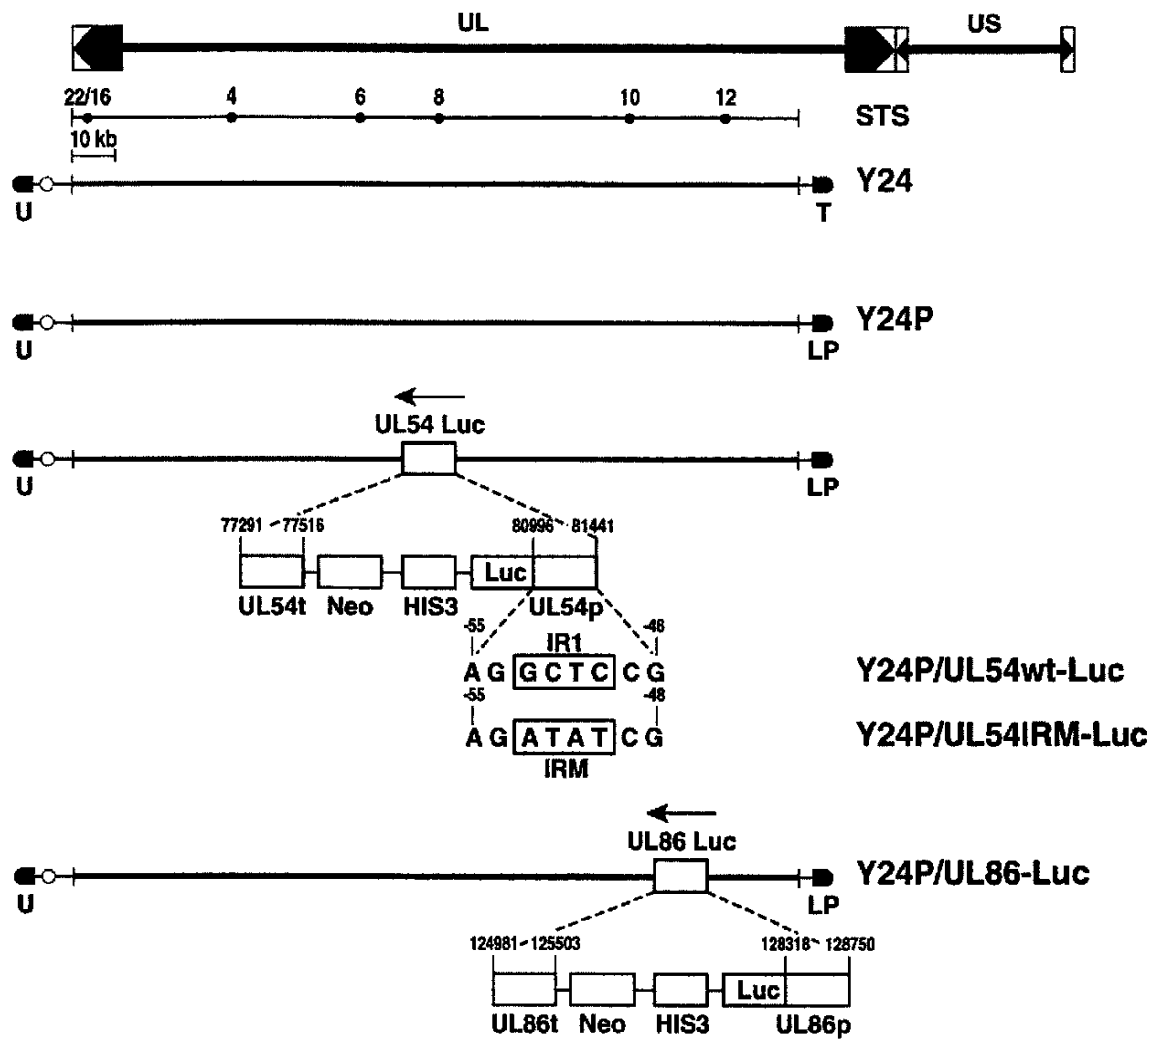 UL US
22/16 4 6 8 10 12 STS
10 kb
Y24
U T
Y24P
U LP
UL54 Luc
U LP
77291 77516 80996 81441
Luc
UL54t Neo HIS3 UL54p
-55 -46
IR1
A G G C T C C G Y24P/UL54wt-Luc
-55 -48
A G A T A T C G Y24P/UL54IRM-Luc
IRM
UL86 Luc
Y24P/UL86-Luc
U LP
124981 125503 128318 128750
Luc
UL86t Neo HIS3 UL86p